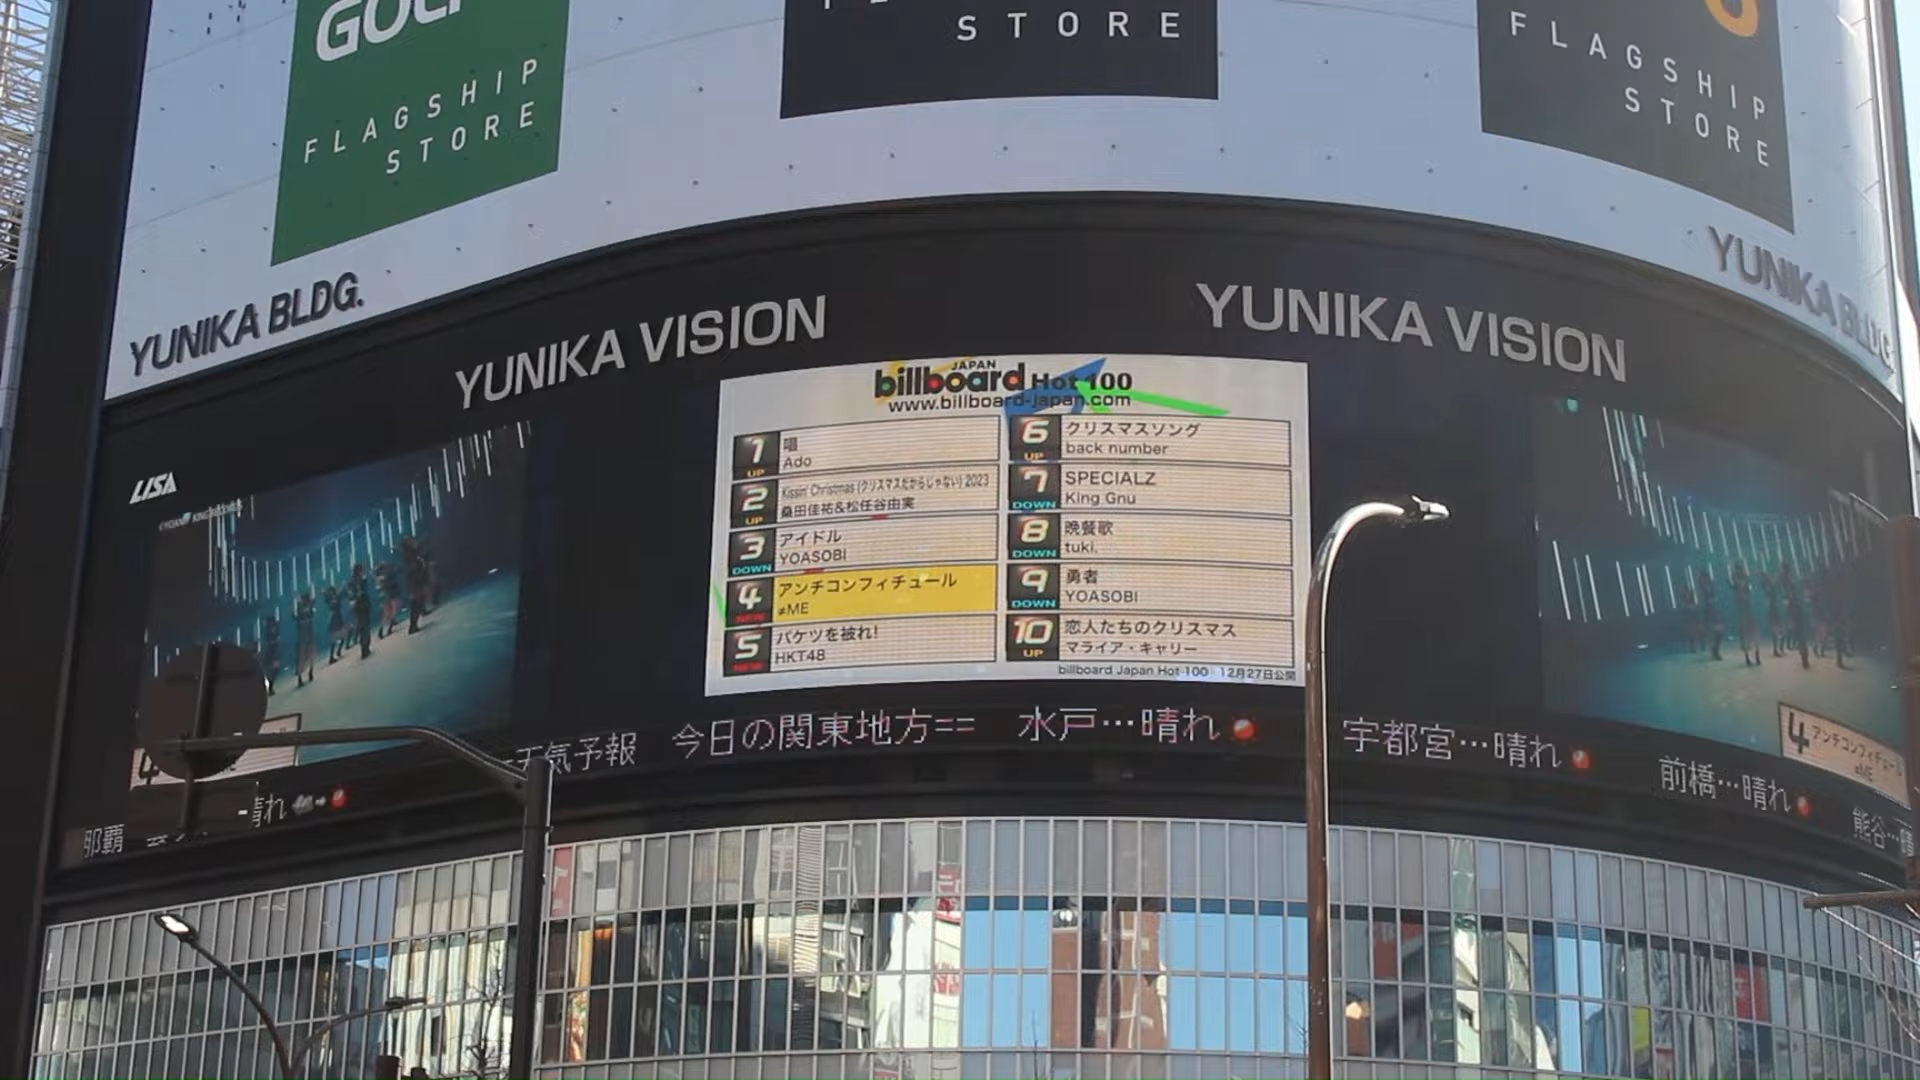 GOLF
FLAGSHIP
STORE
STORE
FLAGSHIP
STORE
YUNIKA BLDG.
YUNIKA VISION
YUNIKA VISION
YUNIKA BLDG.
LISA
JAPAN
billboard Hot 100
www.billboard-japan.com
1 唱
UP Ado
2 Kissin' Christmas (クリスマスだからじゃない) 2023
UP 桑田佳祐&松任谷由実
3 アイドル
DOWN YOASOBI
4 アンチコンフィチュール
NEW ≠ME
5 バケツを被れ!
NEW HKT48
6 クリスマスソング
UP back number
7 SPECIALZ
DOWN King Gnu
8 晩餐歌
DOWN tuki.
9 勇者
DOWN YOASOBI
10 恋人たちのクリスマス
UP マライア・キャリー
billboard Japan Hot 100 12月27日公開
4 アンチコンフィチュール
≠ME
天気予報 今日の関東地方== 水戸…晴れ 宇都宮…晴れ 前橋…晴れ 熊谷…晴
那覇
晴れ